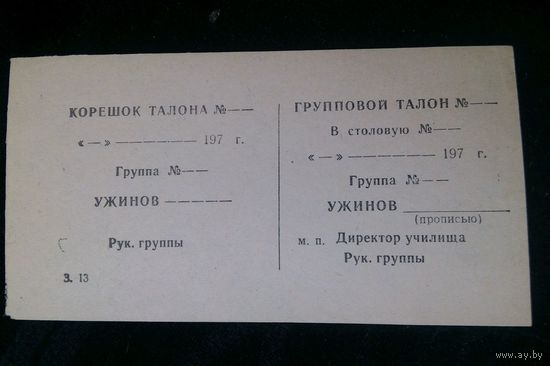 КОРЕШОК ТАЛОНА №——
«—» —————— 197 г.
Группа №——
УЖИНОВ —————
Рук. группы
З. 13
ГРУППОВОЙ ТАЛОН №——
В столовую №——
«—» —————— 197 г.
Группа №——
УЖИНОВ __________
(прописью)
м. п. Директор училища
Рук. группы
www.ay.by